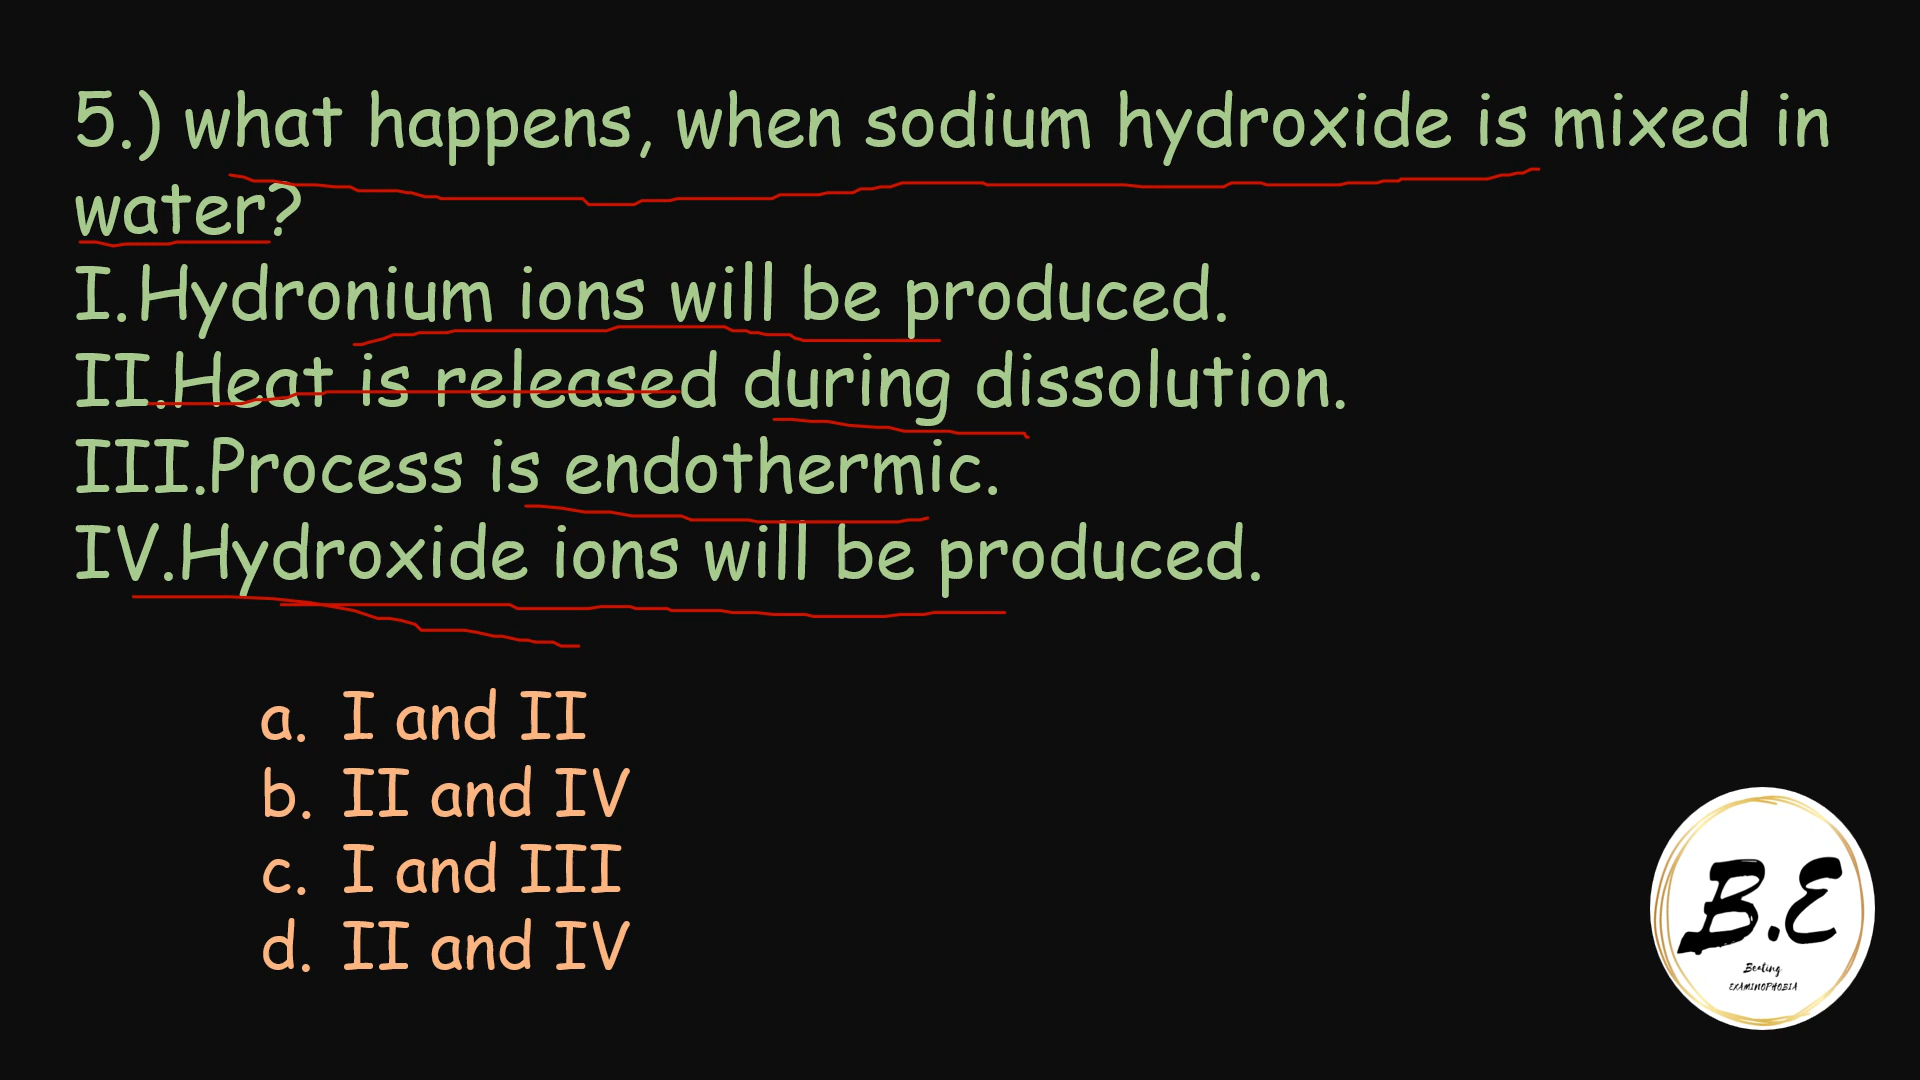 5.) what happens, when sodium hydroxide is mixed in
water?
I.Hydronium ions will be produced.
II.Heat is released during dissolution.
III.Process is endothermic.
IV.Hydroxide ions will be produced.
a. I and II
b. II and IV
c. I and III
d. II and IV
B.E
Beating
EXAMINOPHOBIA